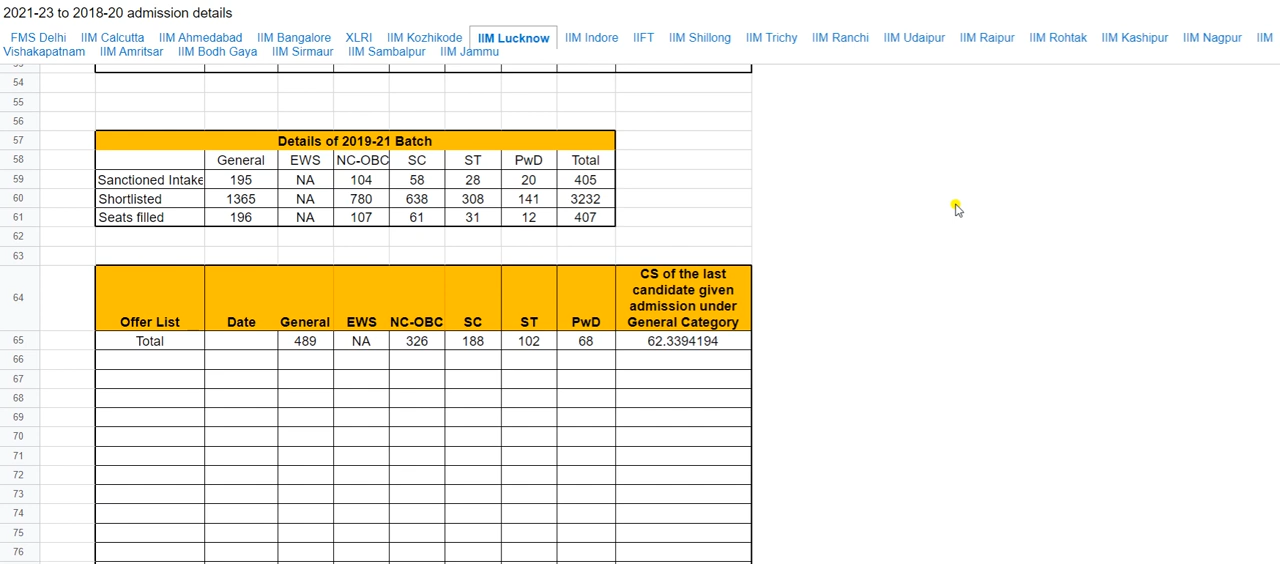 2021-23 to 2018-20 admission details
FMS Delhi IIM Calcutta IIM Ahmedabad IIM Bangalore XLRI IIM Kozhikode IIM Lucknow IIM Indore IIFT IIM Shillong IIM Trichy IIM Ranchi IIM Udaipur IIM Raipur IIM Rohtak IIM Kashipur IIM Nagpur IIM
Vishakapatnam IIM Amritsar IIM Bodh Gaya IIM Sirmaur IIM Sambalpur IIM Jammu
54
55
56
57 Details of 2019-21 Batch
58 General EWS NC-OBC SC ST PwD Total
59 Sanctioned Intake 195 NA 104 58 28 20 405
60 Shortlisted 1365 NA 780 638 308 141 3232
61 Seats filled 196 NA 107 61 31 12 407
62
63
CS of the last
candidate given
64 admission under
Offer List Date General EWS NC-OBC SC ST PwD General Category
65 Total 489 NA 326 188 102 68 62.3394194
66
67
68
69
70
71
72
73
74
75
76